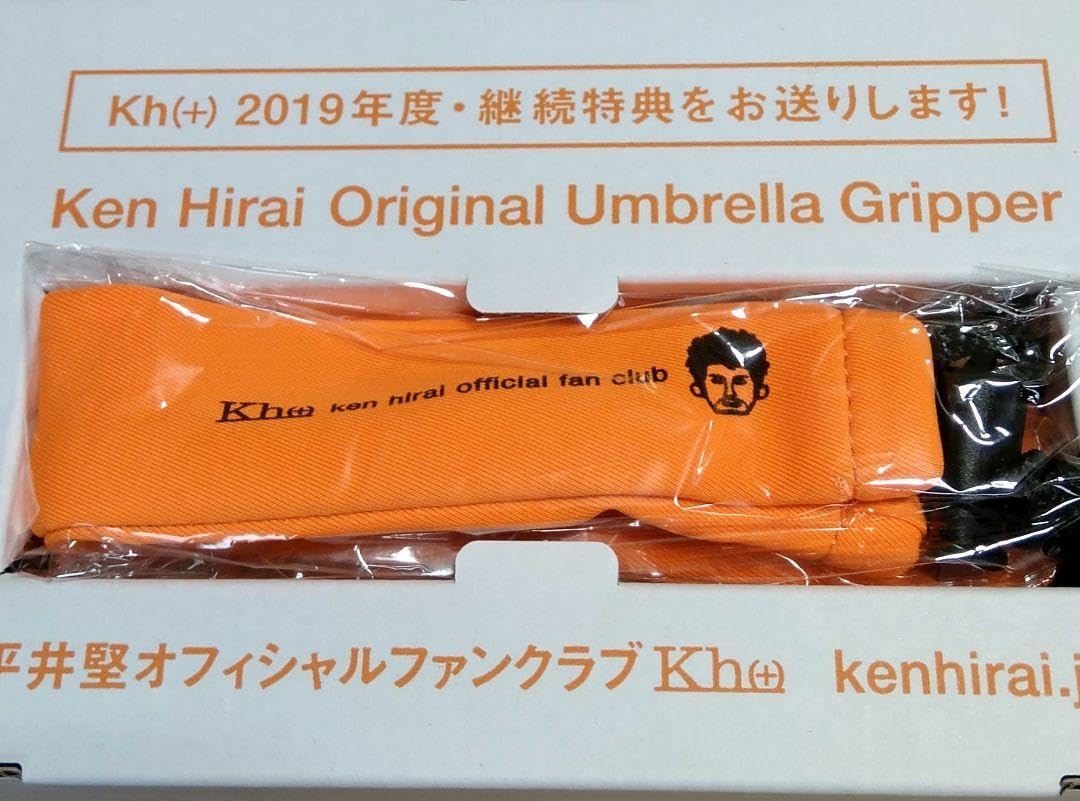 Kh(+) 2019年度・継続特典をお送りします!
Ken Hirai Original Umbrella Gripper
Kh(+) ken hirai official fan club
平井堅オフィシャルファンクラブ Kh(+) kenhirai.j